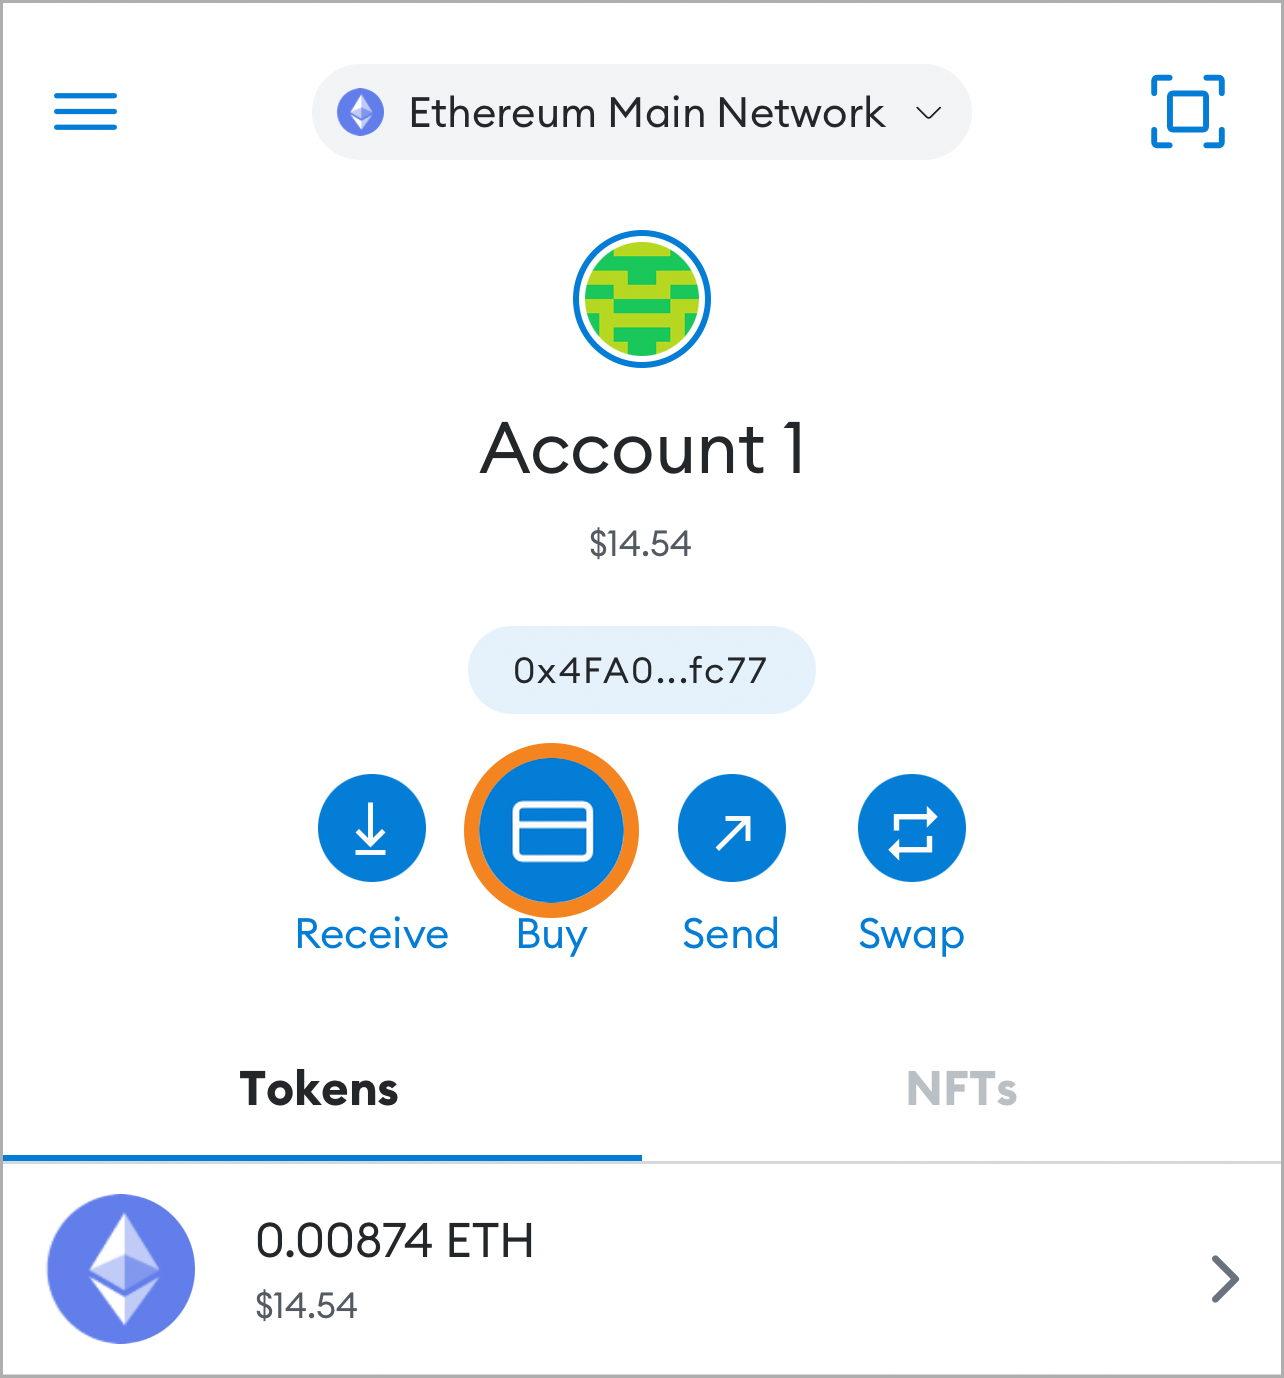 Ethereum Main Network
Account 1
$14.54
0x4FA0...fc77
Receive Buy Send Swap
Tokens NFTs
0.00874 ETH
$14.54